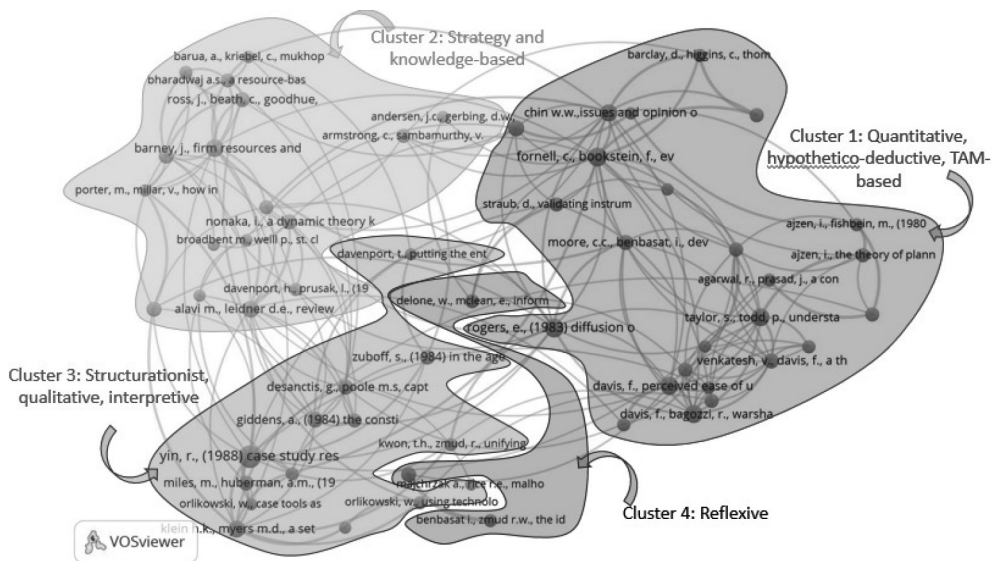 Cluster 2: Strategy and
knowledge-based
barua, a., kriebel, c., mukhop
bharadwaj a.s., a resource-bas
ross, j., beath, c., goodhue,
barney, j., firm resources and
porter, m., millar, v., how in
nonaka, i., a dynamic theory k
broadbent m., weill p., st. cl
davenport, h., prusak, l., (19
alavi m., leidner d.e., review
andersen, j.c., gerbing, d.w.,
armstrong, c., sambamurthy, v.
barclay, d., higgins, c., thom
chin w.w.,issues and opinion o
fornell, c., bookstein, f., ev
straub, d., validating instrum
moore, c.c., benbasat, i., dev
Cluster 1: Quantitative,
hypothetico-deductive, TAM-
based
ajzen, i., fishbein, m., (1980
ajzen, i., the theory of plann
agarwal, r., prasad, j., a con
taylor, s., todd, p., understa
venkatesh, v., davis, f., a th
davis, f., perceived ease of u
davis, f., bagozzi, r., warsha
davenport, t., putting the ent
delone, w., mclean, e., inform
rogers, e., (1983) diffusion o
zuboff, s., (1984) in the age
Cluster 3: Structurationist,
qualitative, interpretive
desanctis, g., poole m.s, capt
giddens, a., (1984) the consti
kwon, t.h., zmud, r., unifying
yin, r., (1988) case study res
miles, m., huberman, a.m., (19
majchrzak a., rice r.e., malho
orlikowski, w., case tools as
orlikowski, w., using technolo
klein h.k., myers m.d., a set
benbasat i., zmud r.w., the id
Cluster 4: Reflexive
VOSviewer